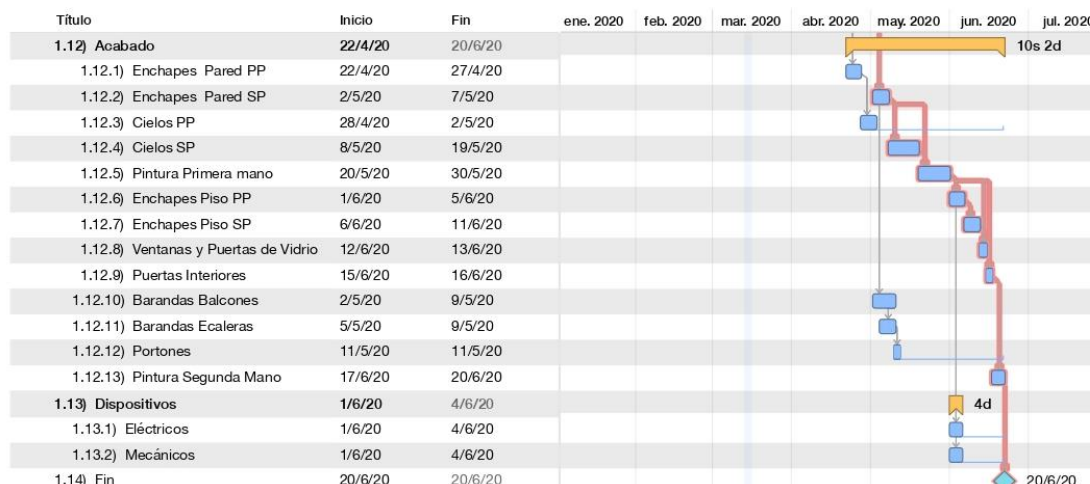 Título Inicio Fin ene. 2020 feb. 2020 mar. 2020 abr. 2020 may. 2020 jun. 2020 jul. 2020
1.12) Acabado 22/4/20 20/6/20 10s 2d
1.12.1) Enchapes Pared PP 22/4/20 27/4/20
1.12.2) Enchapes Pared SP 2/5/20 7/5/20
1.12.3) Cielos PP 28/4/20 2/5/20
1.12.4) Cielos SP 8/5/20 19/5/20
1.12.5) Pintura Primera mano 20/5/20 30/5/20
1.12.6) Enchapes Piso PP 1/6/20 5/6/20
1.12.7) Enchapes Piso SP 6/6/20 11/6/20
1.12.8) Ventanas y Puertas de Vidrio 12/6/20 13/6/20
1.12.9) Puertas Interiores 15/6/20 16/6/20
1.12.10) Barandas Balcones 2/5/20 9/5/20
1.12.11) Barandas Ecaleras 5/5/20 9/5/20
1.12.12) Portones 11/5/20 11/5/20
1.12.13) Pintura Segunda Mano 17/6/20 20/6/20
1.13) Dispositivos 1/6/20 4/6/20 4d
1.13.1) Eléctricos 1/6/20 4/6/20
1.13.2) Mecánicos 1/6/20 4/6/20
1.14) Fin 20/6/20 20/6/20 20/6/20